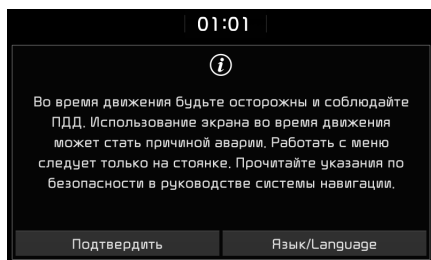 01:01
Во время движения будьте осторожны и соблюдайте
ПДД. Использование экрана во время движения
может стать причиной аварии. Работать с меню
следует только на стоянке. Прочитайте указания по
безопасности в руководстве системы навигации.
Подтвердить
Язык/Language